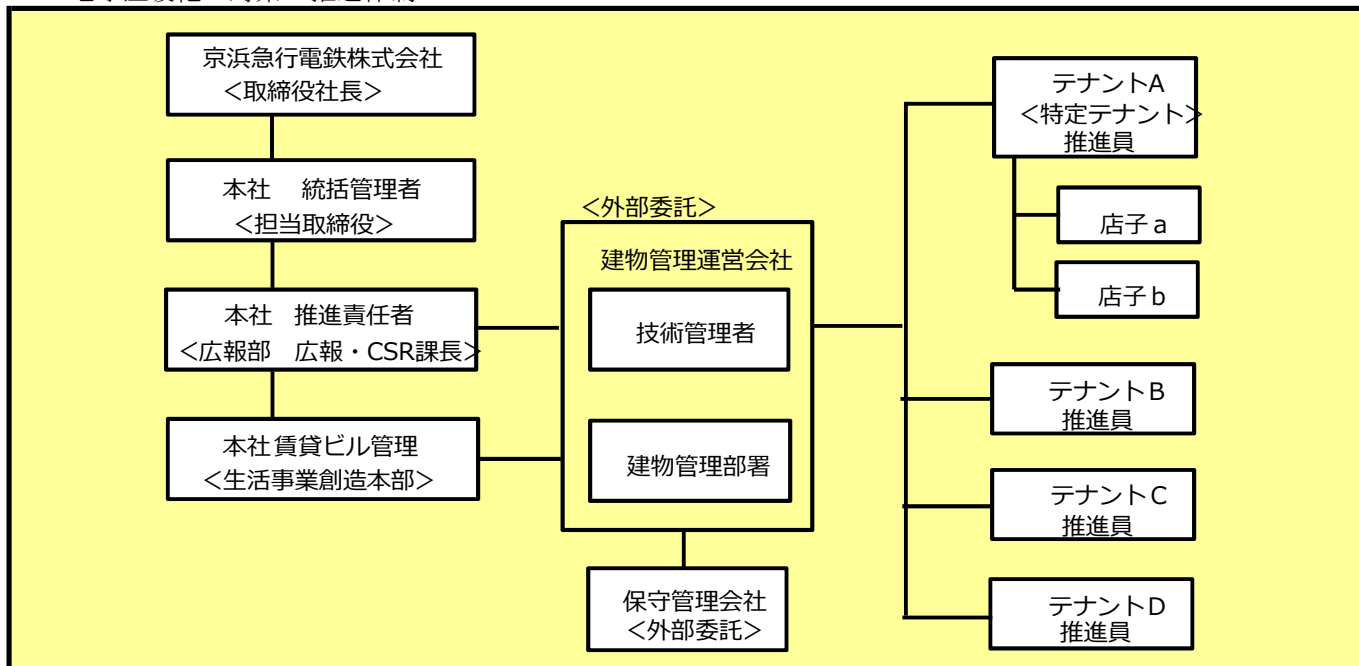 京浜急行電鉄株式会社
<取締役社長>
本社　統括管理者
<担当取締役>
本社　推進責任者
<広報部　広報・CSR課長>
本社賃貸ビル管理
<生活事業創造本部>
<外部委託>
建物管理運営会社
技術管理者
建物管理部署
保守管理会社
<外部委託>
テナントA
<特定テナント>
推進員
店子a
店子b
テナントB
推進員
テナントC
推進員
テナントD
推進員